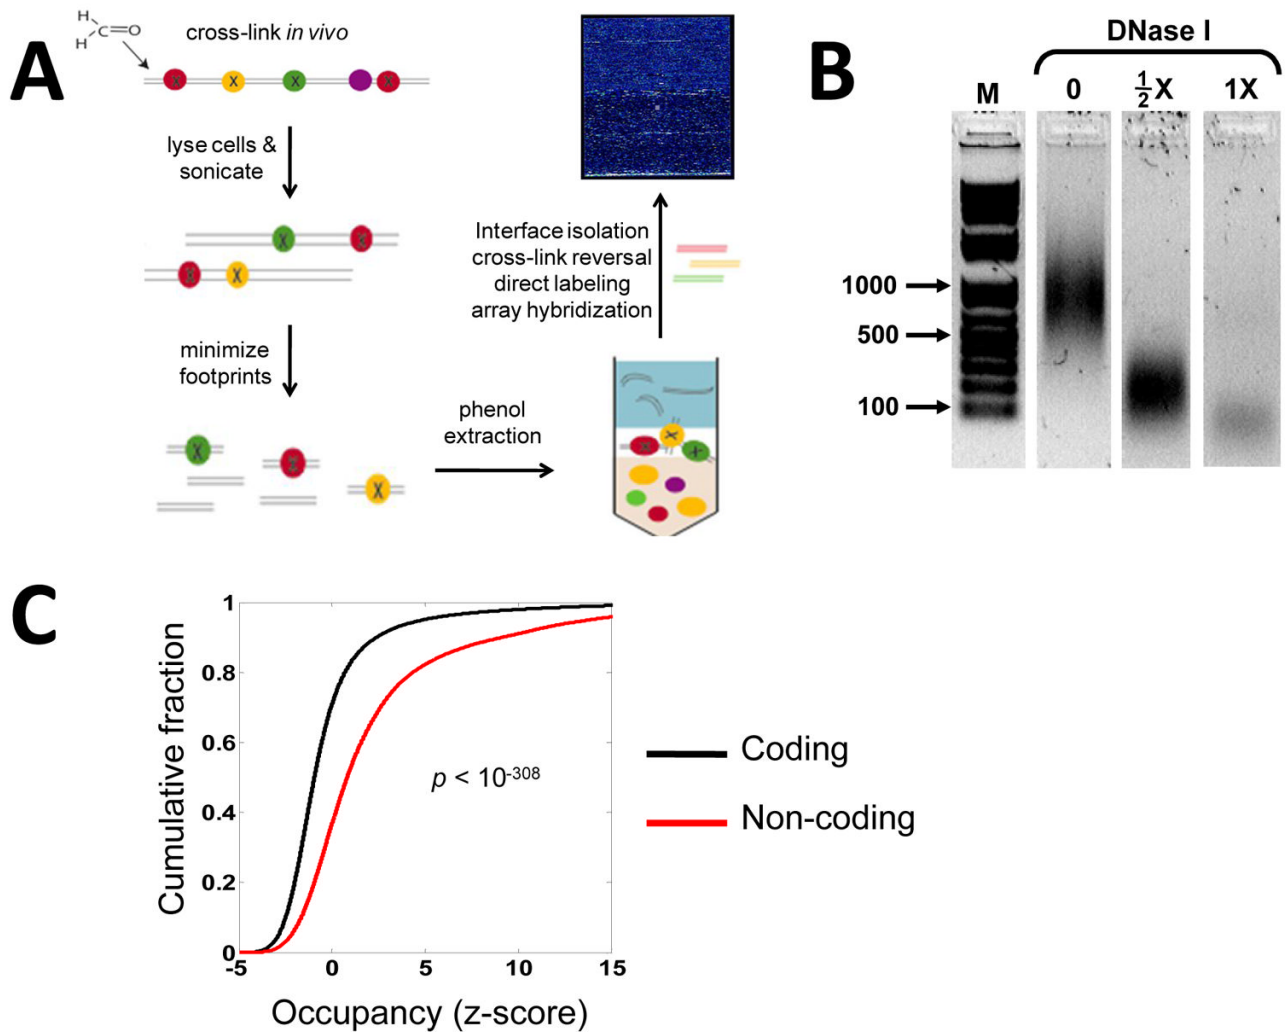 A
H
H
C=O
cross-link in vivo
X X X X
lyse cells &
sonicate
X X
X X
minimize
footprints
X X X
phenol
extraction
X X X
Interface isolation
cross-link reversal
direct labeling
array hybridization
B
DNase I
M 0 ½X 1X
1000
500
100
C
Cumulative fraction
1
0.8
0.6
0.4
0.2
0
-5 0 5 10 15
Occupancy (z-score)
p < 10⁻³⁰⁸
Coding
Non-coding